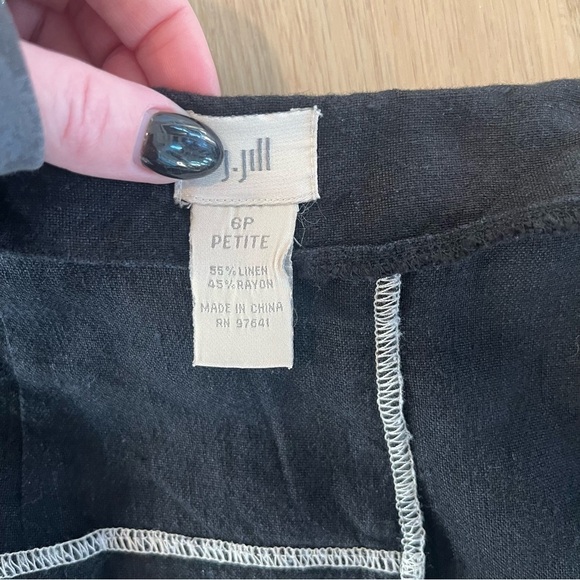 J.Jill
6P
PETITE
55% LINEN
45% RAYON
MADE IN CHINA
RN 97641